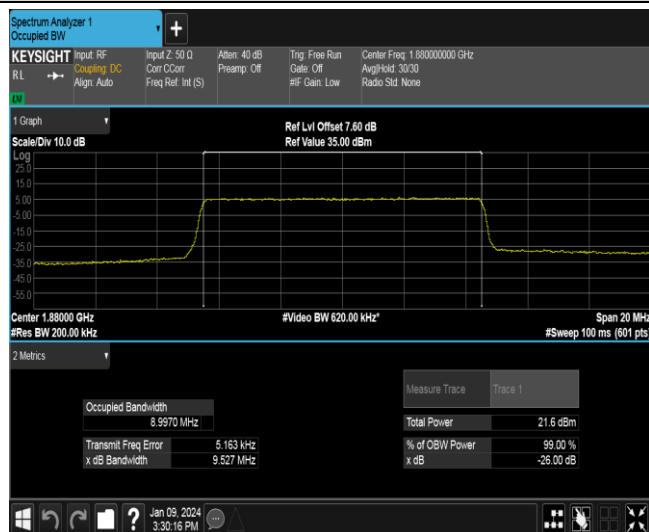 Spectrum Analyzer 1
Occupied BW
+
KEYSIGHT
RL
Input: RF
Coupling: DC
Align: Auto
Input Z: 50 Ω
Corr CCorr
Freq Ref: Int (S)
Atten: 40 dB
Preamp: Off
Trig: Free Run
Gate: Off
#IF Gain: Low
Center Freq: 1.880000000 GHz
Avg|Hold: 30/30
Radio Std: None
LXI
1 Graph
Scale/Div 10.0 dB
Ref Lvl Offset 7.60 dB
Ref Value 35.00 dBm
Log
25.0
15.0
5.00
-5.00
-15.0
-25.0
-35.0
-45.0
-55.0
Center 1.88000 GHz
#Video BW 620.00 kHz*
Span 20 MHz
#Res BW 200.00 kHz
#Sweep 100 ms (601 pts)
2 Metrics
Measure Trace Trace 1
Occupied Bandwidth
8.9970 MHz
Total Power 21.6 dBm
Transmit Freq Error 5.163 kHz
% of OBW Power 99.00 %
x dB Bandwidth 9.527 MHz
x dB -26.00 dB
?
Jan 09, 2024
3:30:16 PM